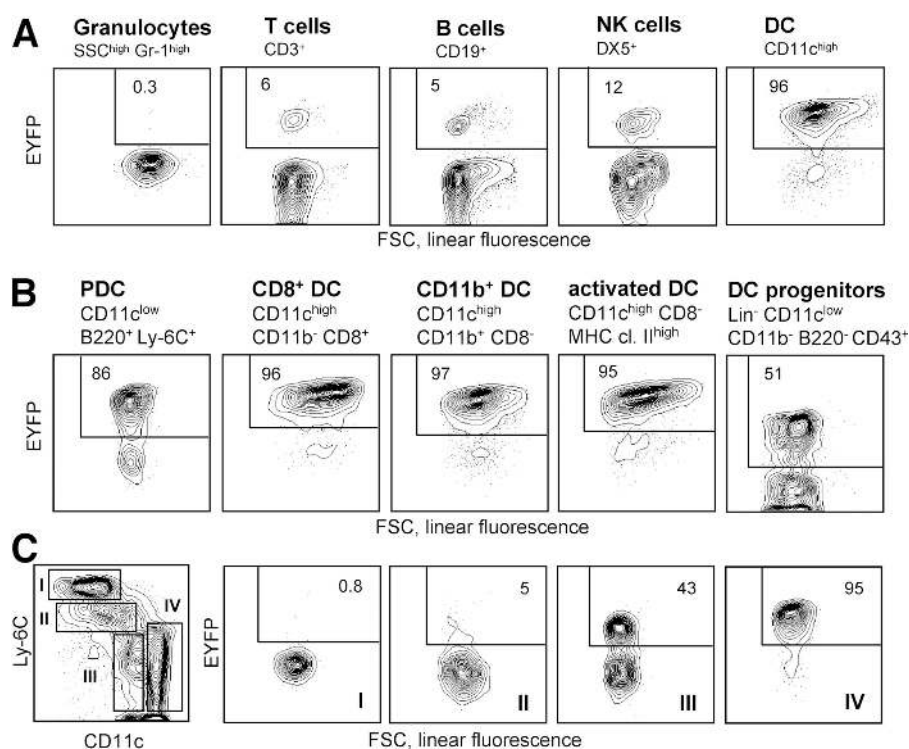 A
Granulocytes
SSChigh Gr-1high
T cells
CD3+
B cells
CD19+
NK cells
DX5+
DC
CD11chigh
EYFP
0.3
6
5
12
96
FSC, linear fluorescence
B
PDC
CD11clow
B220+ Ly-6C+
CD8+ DC
CD11chigh
CD11b- CD8+
CD11b+ DC
CD11chigh
CD11b+ CD8-
activated DC
CD11chigh CD8-
MHC cl. IIhigh
DC progenitors
Lin- CD11clow
CD11b- B220- CD43+
EYFP
86
96
97
95
51
FSC, linear fluorescence
C
Ly-6C
I
II
III
IV
CD11c
EYFP
0.8
I
5
II
43
III
95
IV
FSC, linear fluorescence